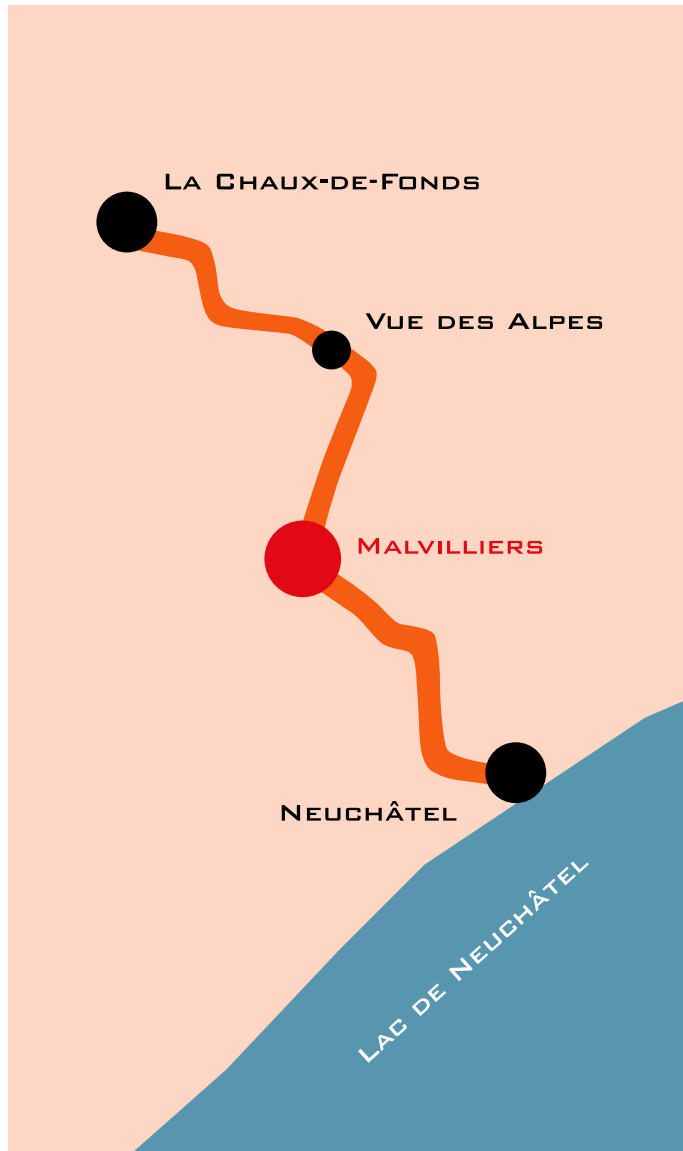 La Chaux-de-Fonds
Vue des Alpes
Malvilliers
Neuchâtel
Lac de Neuchâtel